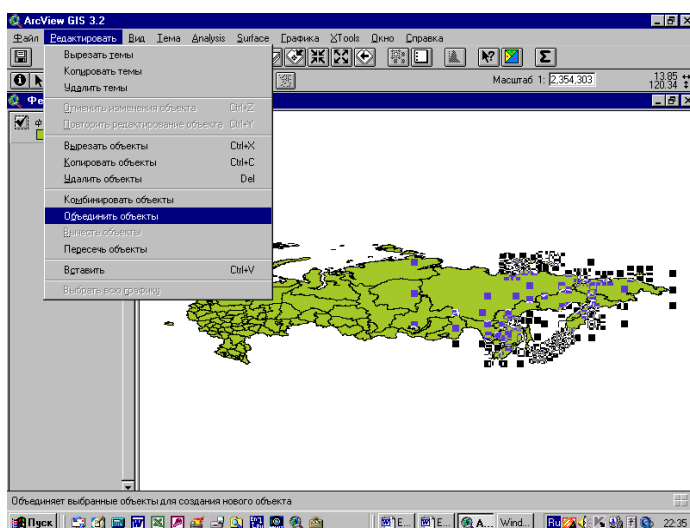 ArcView GIS 3.2
Файл Редактировать Вид Тема Analysis Surface Графика XTools Окно Справка
Вырезать темы
Копировать темы
Удалить темы
Масштаб 1: 2,354,303
13.85
120.34
Отменить изменения объекта Ctrl+Z
Повторить редактирование объекта Ctrl+Y
Вырезать объекты Ctrl+X
Копировать объекты Ctrl+C
Удалить объекты Del
Комбинировать объекты
Объединить объекты
Вычесть объекты
Пересечь объекты
Вставить Ctrl+V
Выбрать всю графику
Объединяет выбранные объекты для создания нового объекта
Пуск E... E... A... Wind... Ru 22:35